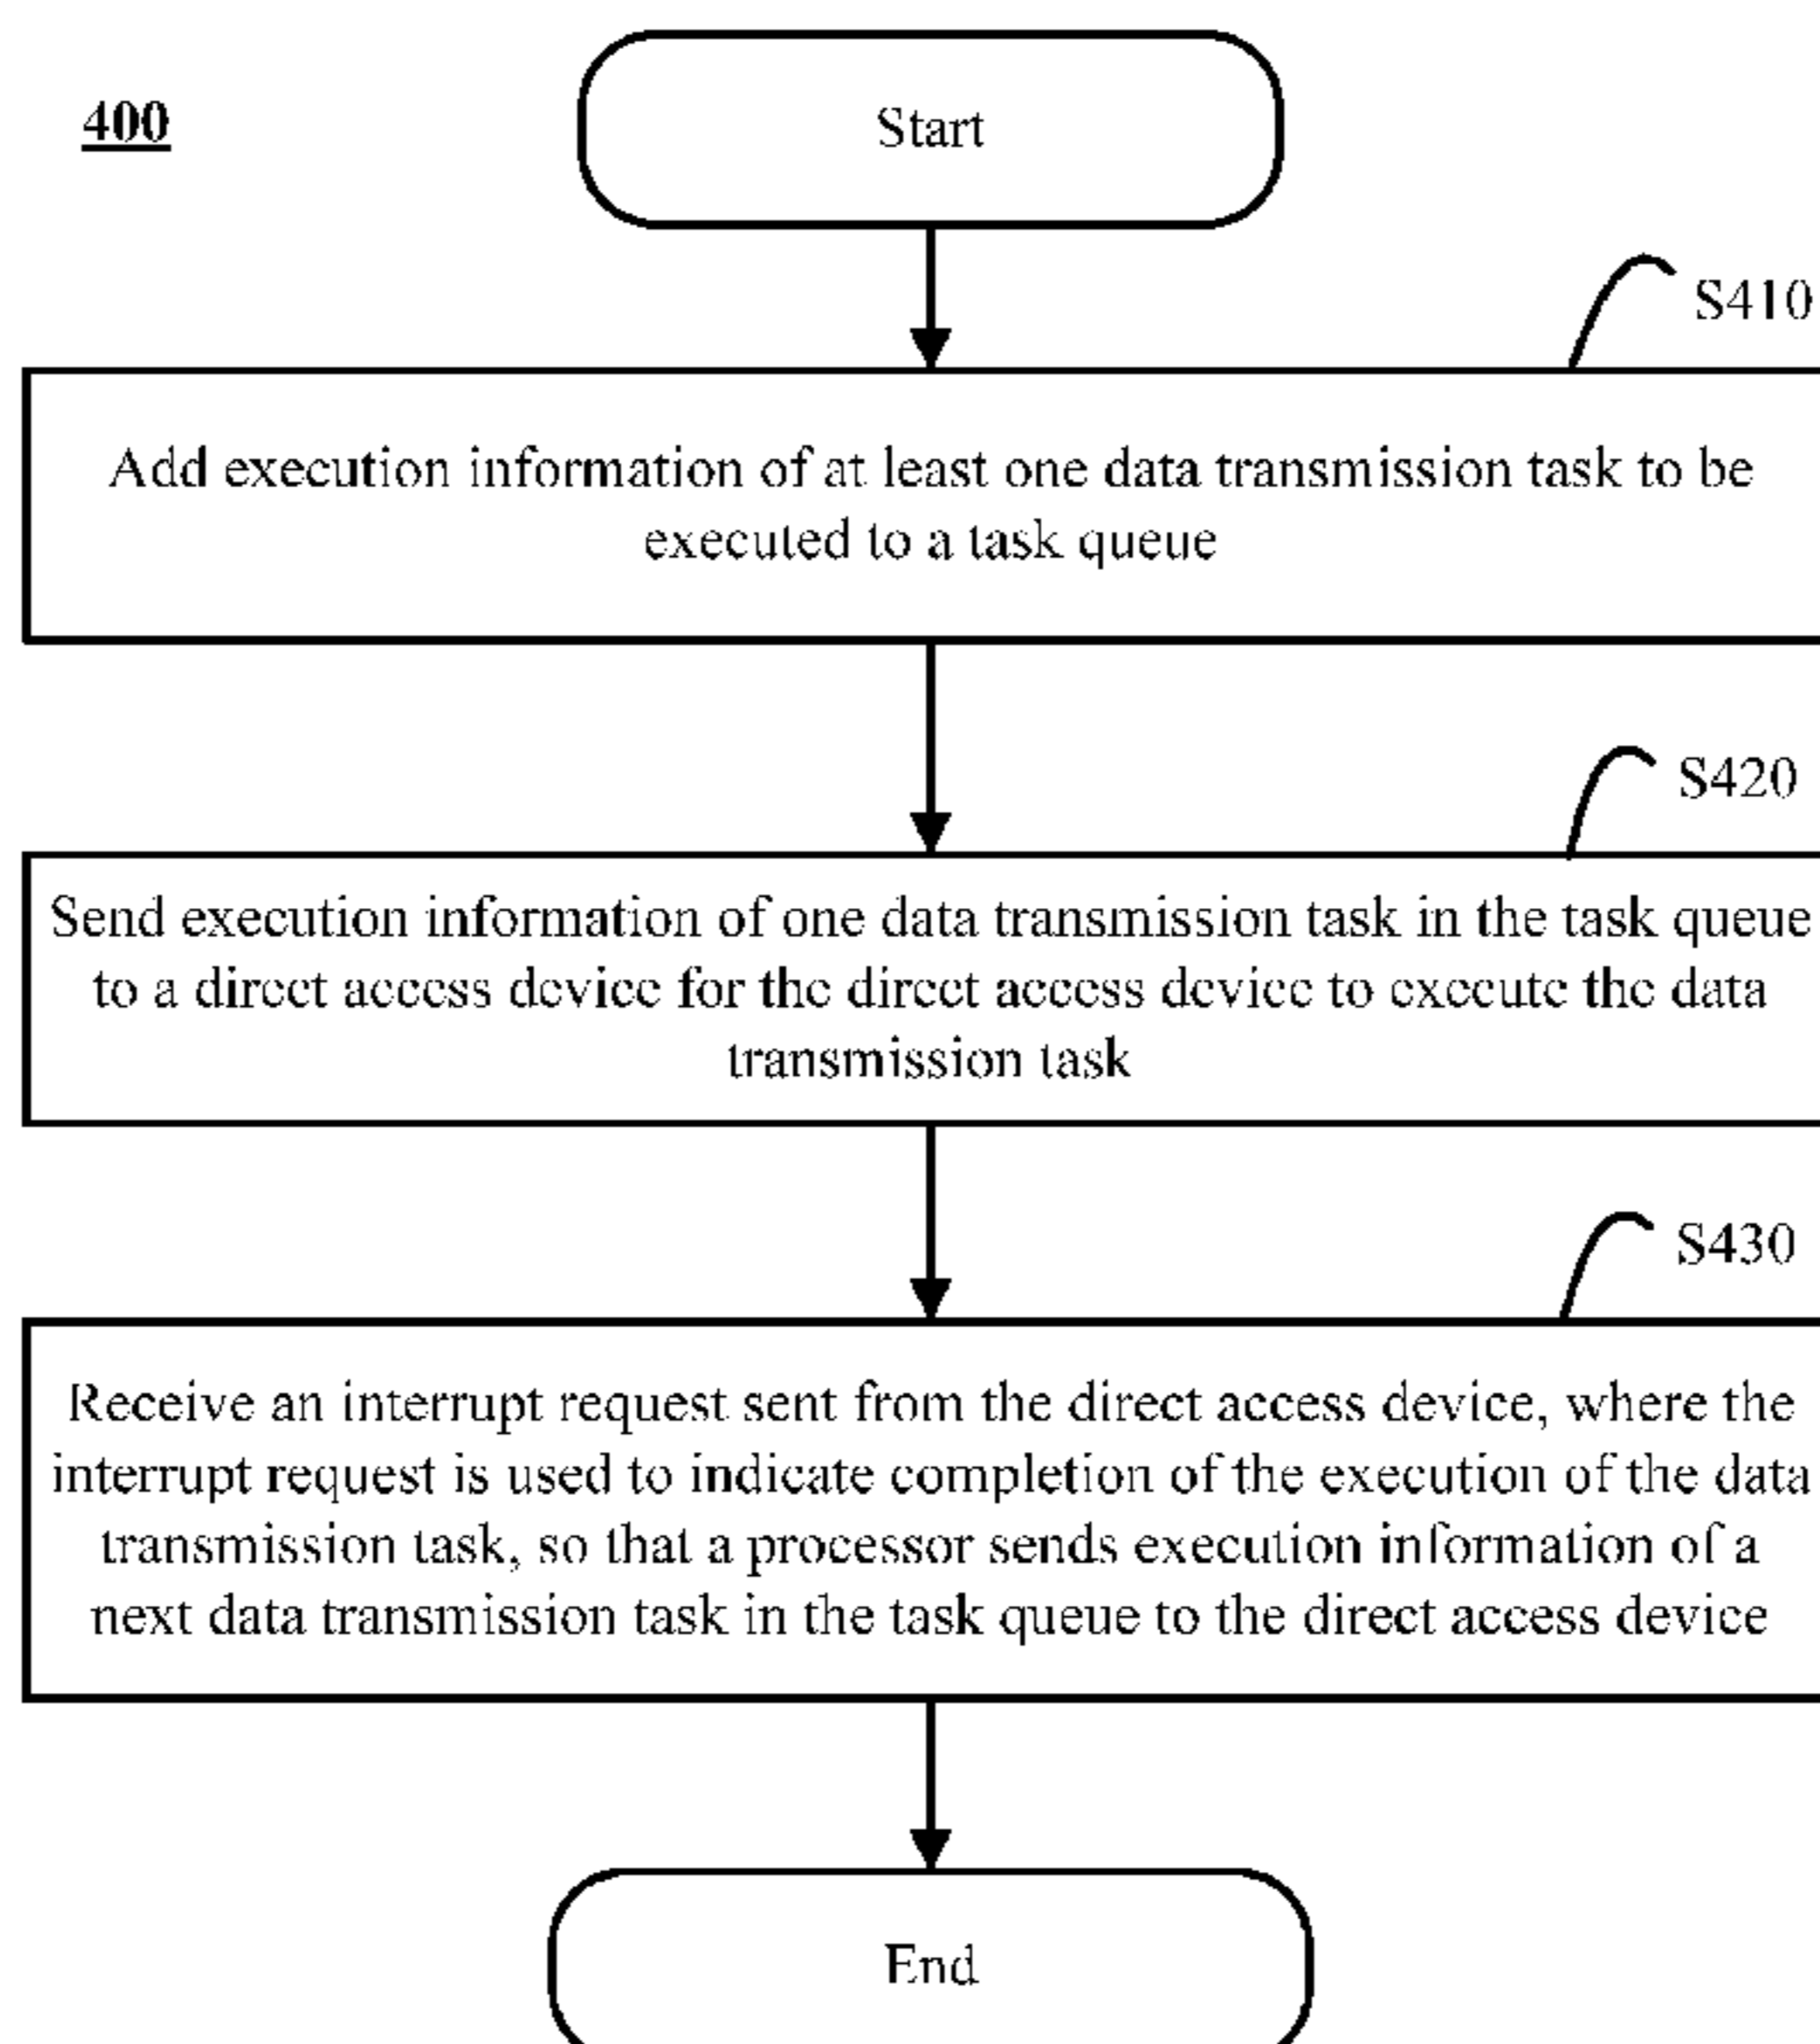 400
Start
S410
Add execution information of at least one data transmission task to be
executed to a task queue
S420
Send execution information of one data transmission task in the task queue
to a direct access device for the direct access device to execute the data
transmission task
S430
Receive an interrupt request sent from the direct access device, where the
interrupt request is used to indicate completion of the execution of the data
transmission task, so that a processor sends execution information of a
next data transmission task in the task queue to the direct access device
End